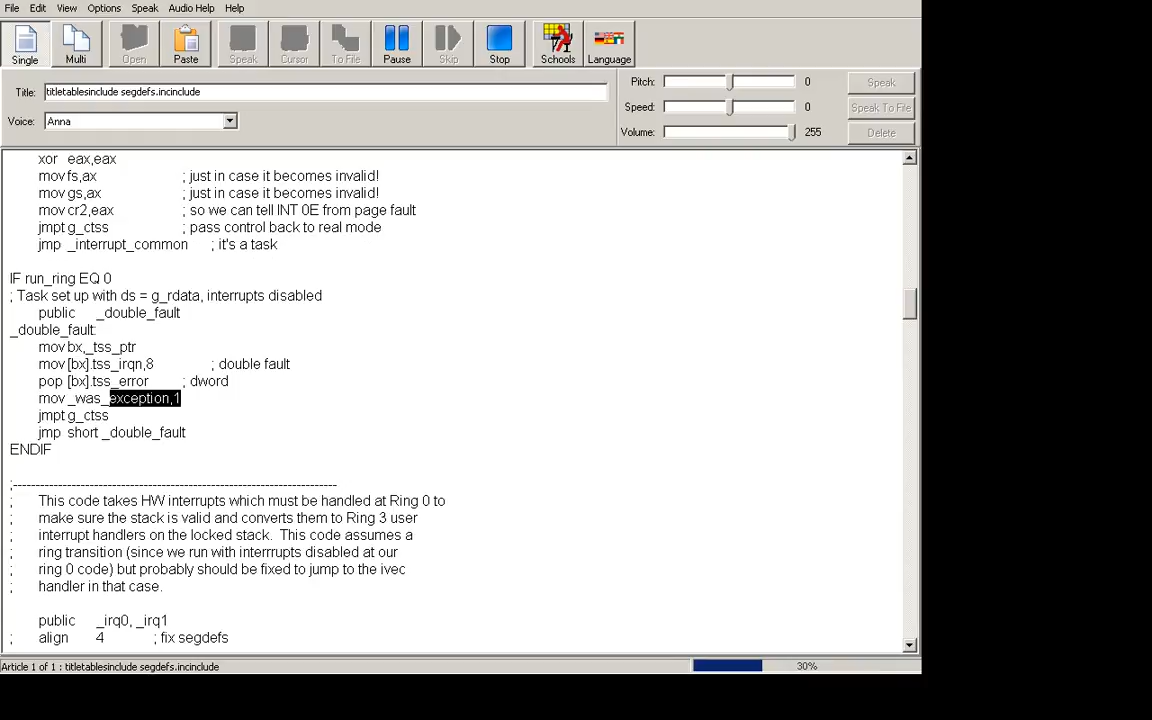 File Edit View Options Speak Audio Help Help
Single Multi Open Paste Speak Cursor To File Pause Skip Stop Schools Language
Title: titletablesinclude segdefs.incinclude
Voice: Anna
Pitch: 0 Speak
Speed: 0 Speak To File
Volume: 255 Delete
xor eax,eax
mov fs,ax ; just in case it becomes invalid!
mov gs,ax ; just in case it becomes invalid!
mov cr2,eax ; so we can tell INT 0E from page fault
jmpt g_ctss ; pass control back to real mode
jmp _interrupt_common ; it's a task
IF run_ring EQ 0
; Task set up with ds = g_rdata, interrupts disabled
public _double_fault
_double_fault:
mov bx,_tss_ptr
mov [bx].tss_irqn,8 ; double fault
pop [bx].tss_error ; dword
mov _was_exception,1
jmpt g_ctss
jmp short _double_fault
ENDIF
;-----------------------------------------------------------------------
; This code takes HW interrupts which must be handled at Ring 0 to
; make sure the stack is valid and converts them to Ring 3 user
; interrupt handlers on the locked stack. This code assumes a
; ring transition (since we run with interrrupts disabled at our
; ring 0 code) but probably should be fixed to jump to the ivec
; handler in that case.
public _irq0, _irq1
; align 4 ; fix segdefs
Article 1 of 1 : titletablesinclude segdefs.incinclude 30%